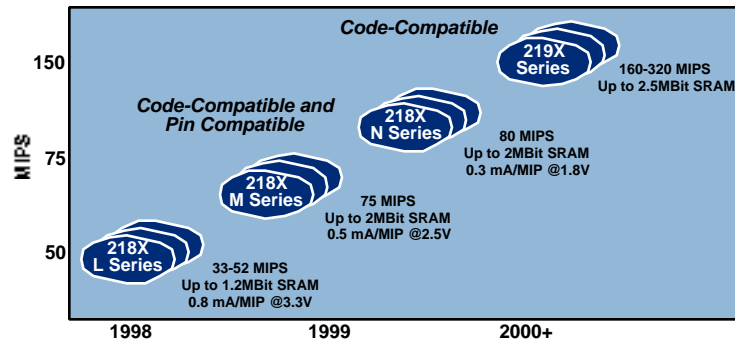 Code-Compatible
150
219X
Series
160-320 MIPS
Up to 2.5MBit SRAM
Code-Compatible and
Pin Compatible
218X
N Series
80 MIPS
Up to 2MBit SRAM
0.3 mA/MIP @1.8V
MIPS
75
218X
M Series
75 MIPS
Up to 2MBit SRAM
0.5 mA/MIP @2.5V
50
218X
L Series
33-52 MIPS
Up to 1.2MBit SRAM
0.8 mA/MIP @3.3V
1998
1999
2000+